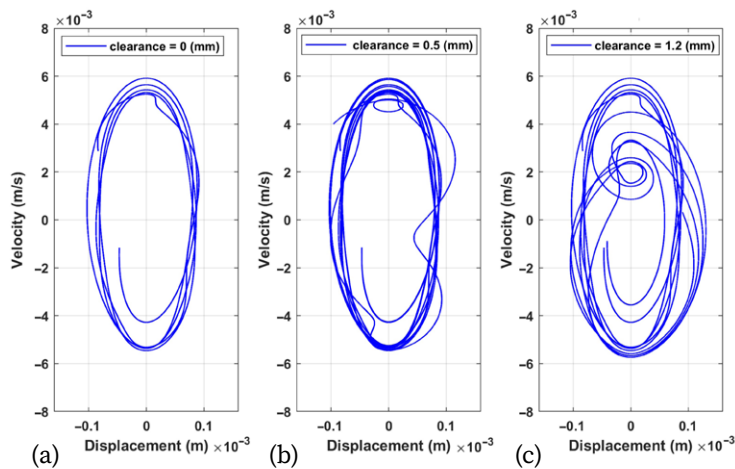 ×10⁻³ ×10⁻³ ×10⁻³
clearance = 0 (mm) clearance = 0.5 (mm) clearance = 1.2 (mm)
8 8 8
6 6 6
4 4 4
2 2 2
0 0 0
-2 -2 -2
-4 -4 -4
-6 -6 -6
-8 -8 -8
Velocity (m/s) Velocity (m/s) Velocity (m/s)
-0.1 0 0.1 -0.1 0 0.1 -0.1 0 0.1
(a) Displacement (m) ×10⁻³ (b) Displacement (m) ×10⁻³ (c) Displacement (m) ×10⁻³